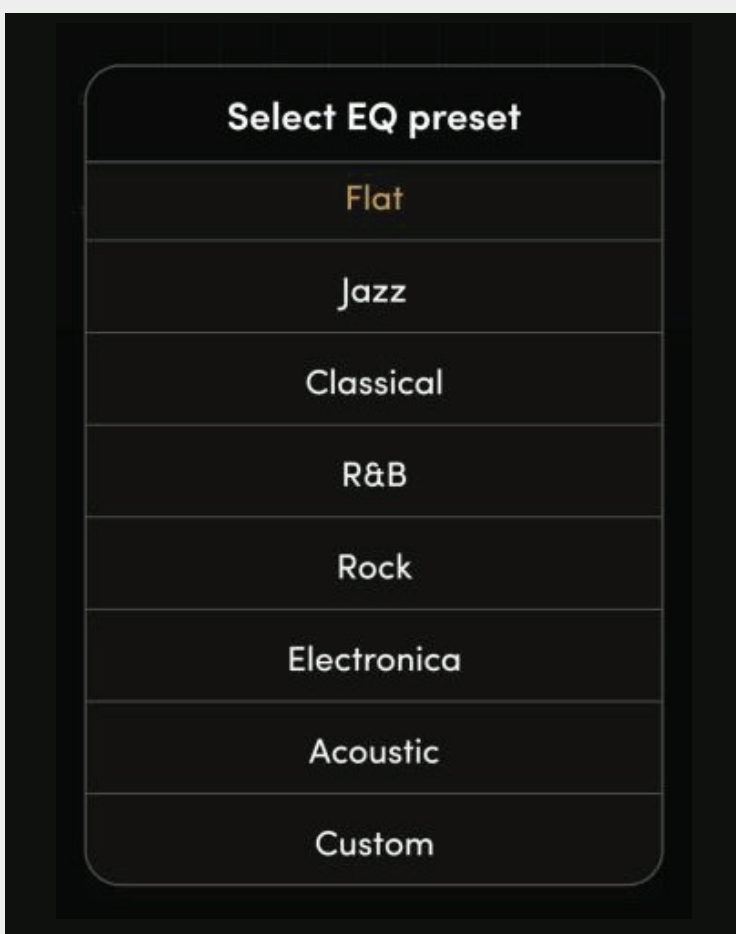 Select EQ preset
Flat
Jazz
Classical
R&B
Rock
Electronica
Acoustic
Custom